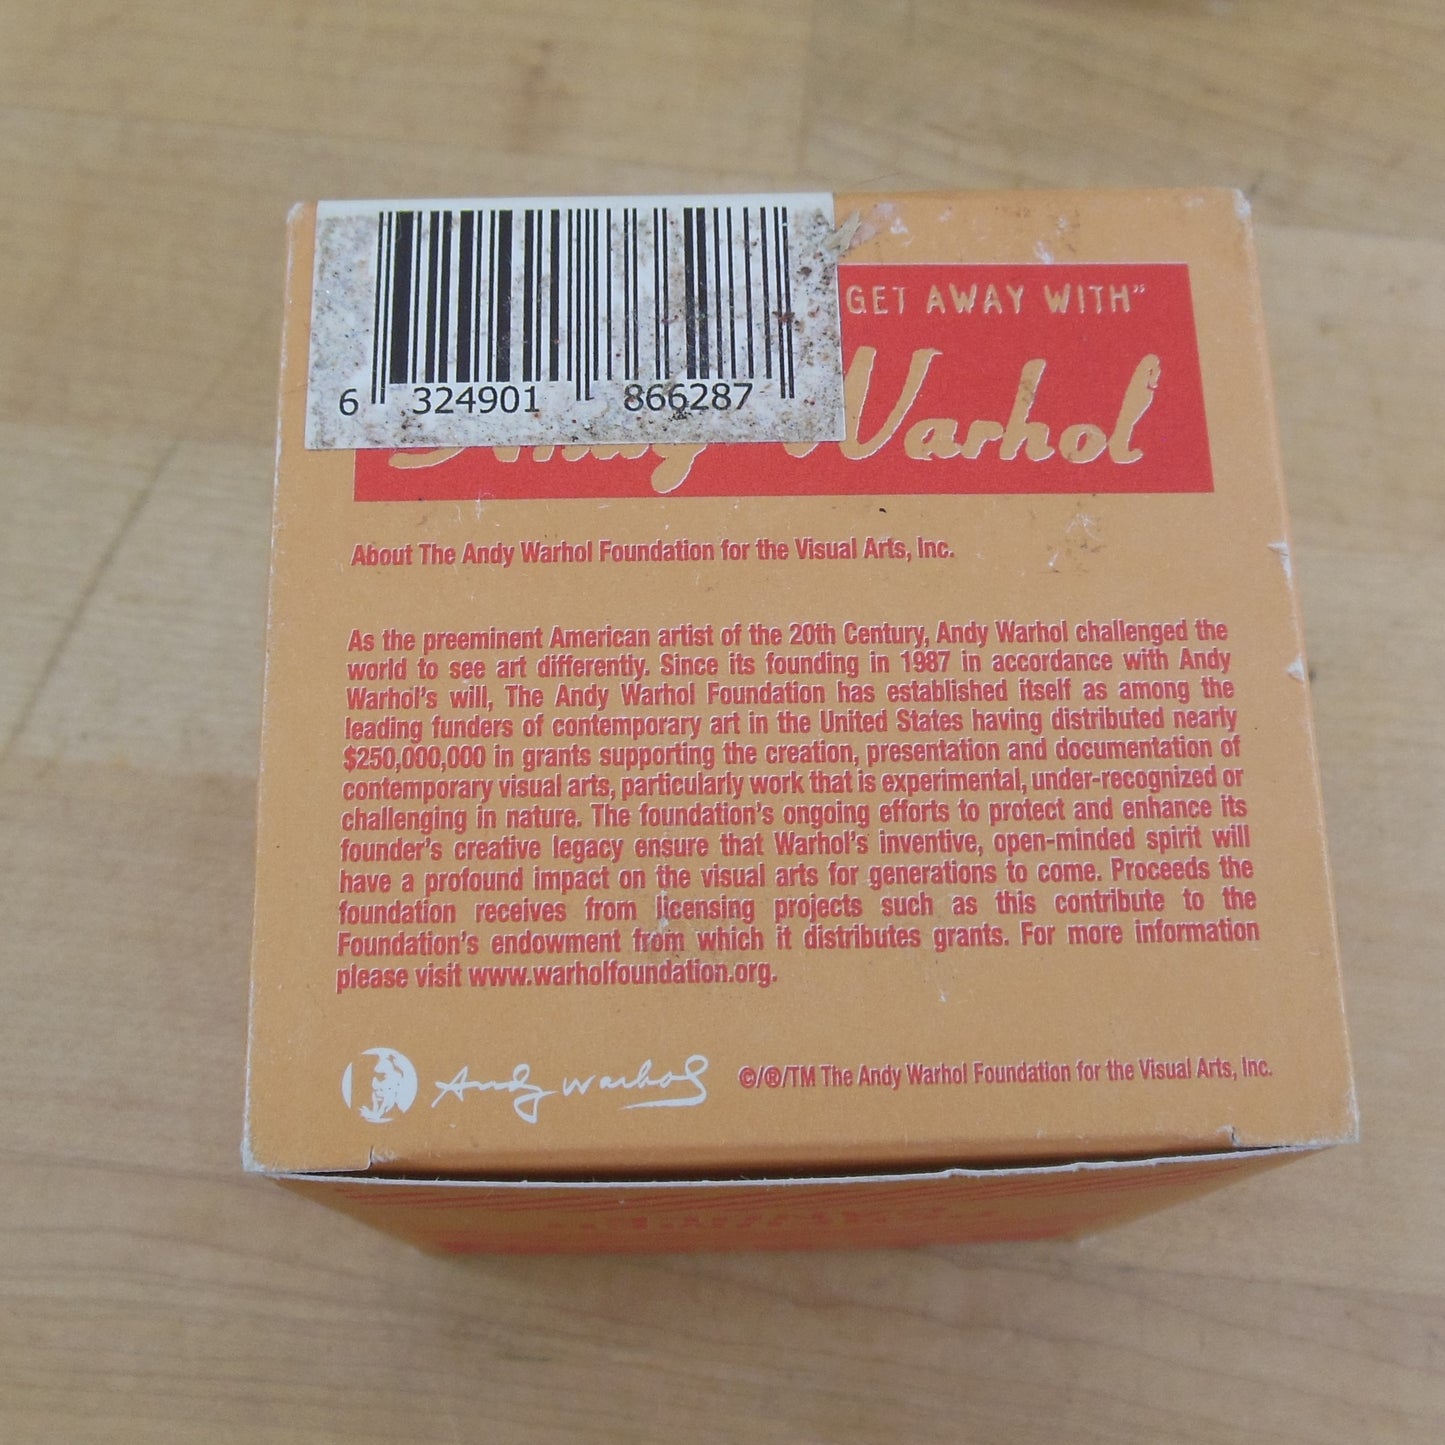 GET AWAY WITH”
Andy Warhol
6 324901 866287
About The Andy Warhol Foundation for the Visual Arts, Inc.
As the preeminent American artist of the 20th Century, Andy Warhol challenged the
world to see art differently. Since its founding in 1987 in accordance with Andy
Warhol's will, The Andy Warhol Foundation has established itself as among the
leading funders of contemporary art in the United States having distributed nearly
$250,000,000 in grants supporting the creation, presentation and documentation of
contemporary visual arts, particularly work that is experimental, under-recognized or
challenging in nature. The foundation's ongoing efforts to protect and enhance its
founder's creative legacy ensure that Warhol's inventive, open-minded spirit will
have a profound impact on the visual arts for generations to come. Proceeds the
foundation receives from licensing projects such as this contribute to the
Foundation's endowment from which it distributes grants. For more information
please visit www.warholfoundation.org.
Andy Warhol
©/®/TM The Andy Warhol Foundation for the Visual Arts, Inc.